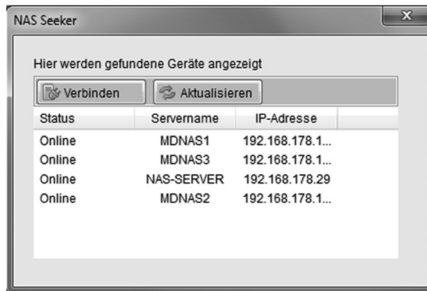 NAS Seeker
Hier werden gefundene Geräte angezeigt
Verbinden Aktualisieren
Status Servername IP-Adresse
Online MDNAS1 192.168.178.1...
Online MDNAS3 192.168.178.1...
Online NAS-SERVER 192.168.178.29
Online MDNAS2 192.168.178.1...